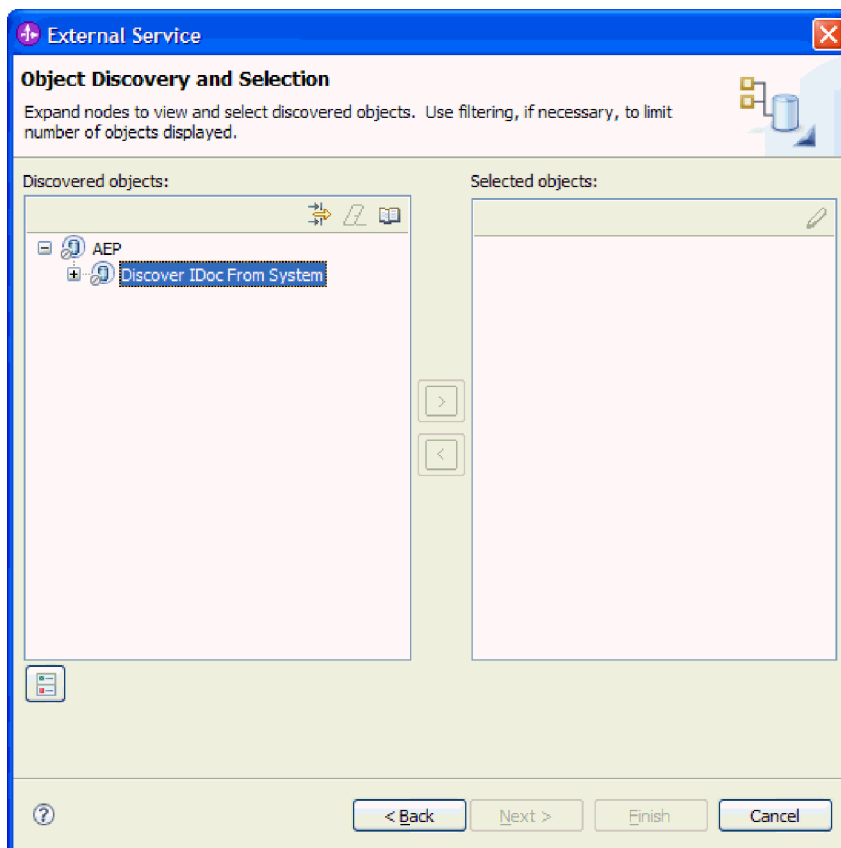 External Service
Object Discovery and Selection
Expand nodes to view and select discovered objects. Use filtering, if necessary, to limit
number of objects displayed.
Discovered objects:
Selected objects:
AEP
Discover IDoc From System
>
<
?
< Back
Next >
Finish
Cancel